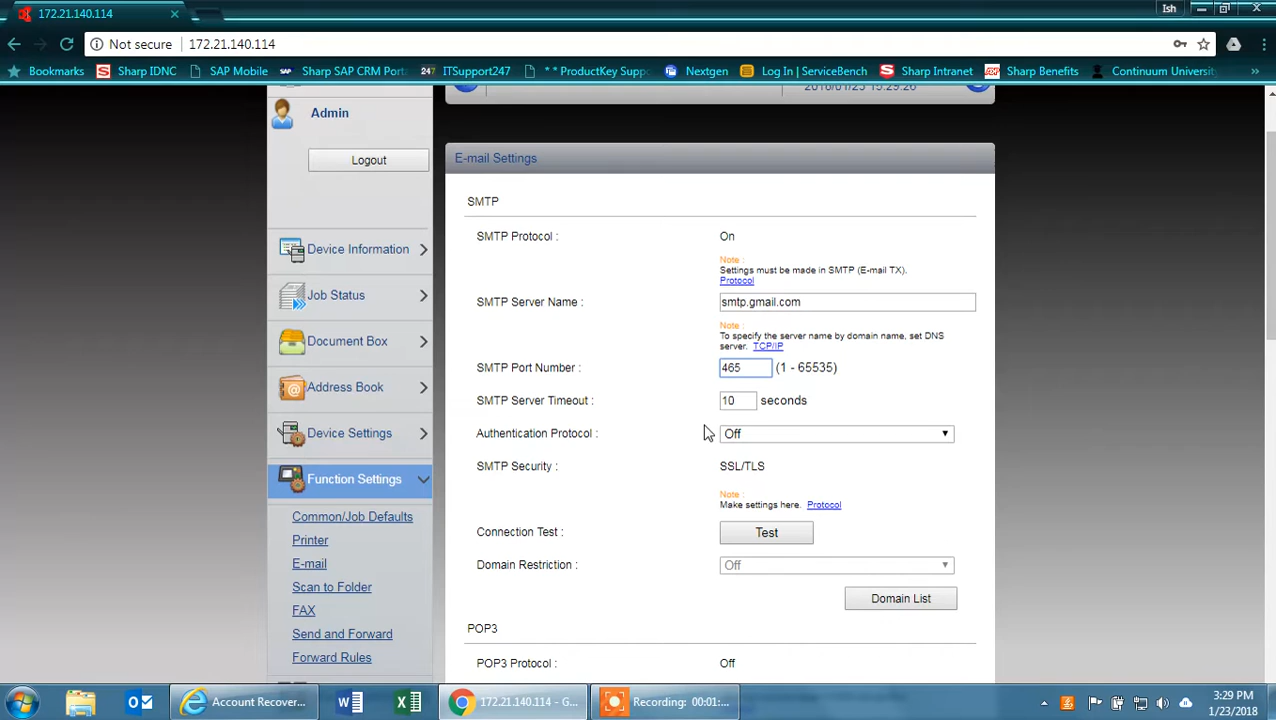 172.21.140.114
Ish
Not secure
172.21.140.114
Bookmarks
Sharp IDNC
SAP Mobile
Sharp SAP CRM Port
247 ITSupport247
* * ProductKey Supp
Nextgen
Log In | ServiceBench
Sharp Intranet
Sharp Benefits
Continuum Universit
»
Admin
Logout
Device Information
Job Status
Document Box
Address Book
Device Settings
Function Settings
Common/Job Defaults
Printer
E-mail
Scan to Folder
FAX
Send and Forward
Forward Rules
2018/01/23 15:29:26
E-mail Settings
SMTP
SMTP Protocol : On
Note :
Settings must be made in SMTP (E-mail TX).
Protocol
SMTP Server Name : smtp.gmail.com
Note :
To specify the server name by domain name, set DNS
server. TCP/IP
SMTP Port Number : 465 (1 - 65535)
SMTP Server Timeout : 10 seconds
Authentication Protocol : Off
SMTP Security : SSL/TLS
Note :
Make settings here. Protocol
Connection Test : Test
Domain Restriction : Off
Domain List
POP3
POP3 Protocol : Off
Account Recover...
172.21.140.114 - G...
Recording: 00:01:...
3:29 PM
1/23/2018